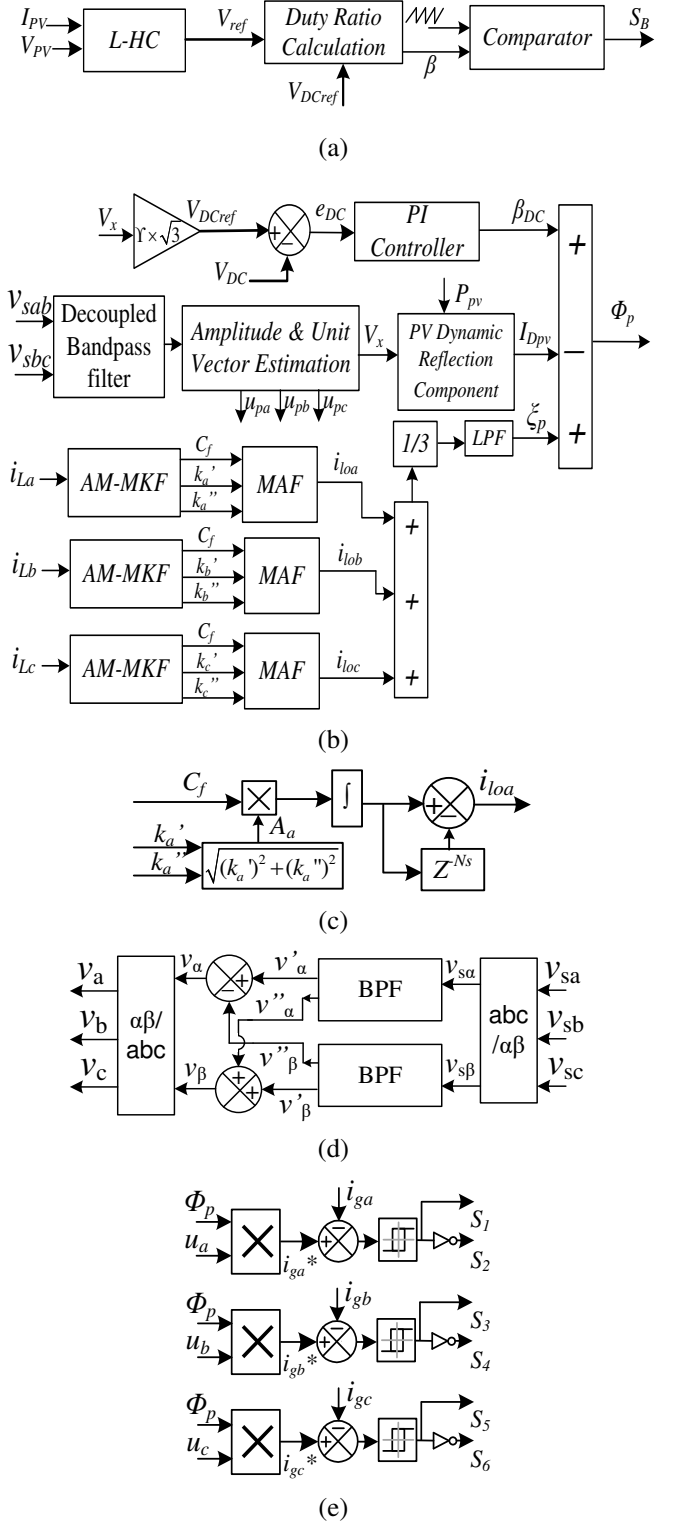 I_PV
V_PV
L-HC
V_ref
Duty Ratio
Calculation
V_DCref
β
Comparator
S_B
(a)
V_x
ϒ×√3
V_DCref
+
−
V_DC
e_DC
PI
Controller
β_DC
v_sab
v_sbc
Decoupled
Bandpass
filter
Amplitude & Unit
Vector Estimation
u_pa u_pb u_pc
V_x
P_pv
PV Dynamic
Reflection
Component
I_Dpv
+
−
+
Φ_p
1/3
LPF
ξ_p
i_La
AM-MKF
C_f
k_a'
k_a''
MAF
i_loa
+
i_Lb
AM-MKF
C_f
k_b'
k_b''
MAF
i_lob
+
i_Lc
AM-MKF
C_f
k_c'
k_c''
MAF
i_loc
+
(b)
C_f
×
∫
+
−
i_loa
k_a'
k_a''
A_a
√(k_a')²+(k_a'')²
Z^-Ns
(c)
v_a
v_b
v_c
αβ/
abc
v_α
v_β
−
+
+
+
v'_α
v''_α
v''_β
v'_β
BPF
BPF
v_sα
v_sβ
abc
/αβ
v_sa
v_sb
v_sc
(d)
Φ_p
u_a
×
i_ga*
+
−
i_ga
S_1
S_2
Φ_p
u_b
×
i_gb*
+
−
i_gb
S_3
S_4
Φ_p
u_c
×
i_gc*
+
−
i_gc
S_5
S_6
(e)